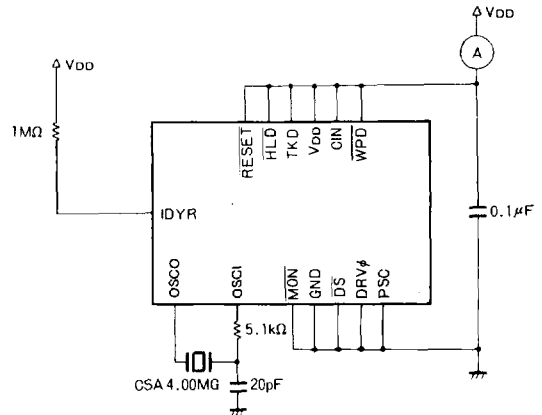 VDD
A
VDD
1MΩ
RESET
HLD
TKD
VDD
CIN
WPD
IDYR
0.1μF
OSCO
OSCI
MON
GND
DS
DRVφ
PSC
5.1kΩ
CSA 4.00MG
20pF